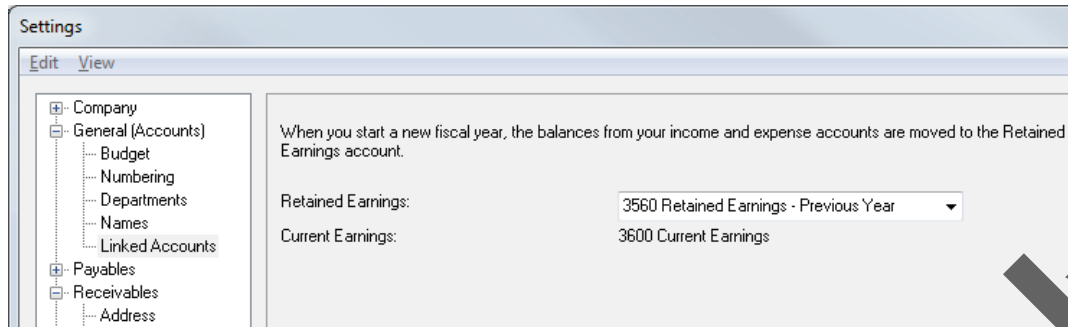 Settings
Edit View
Company
General (Accounts)
Budget
Numbering
Departments
Names
Linked Accounts
Payables
Receivables
Address
When you start a new fiscal year, the balances from your income and expense accounts are moved to the Retained
Earnings account.
Retained Earnings:
3560 Retained Earnings - Previous Year
Current Earnings:
3600 Current Earnings